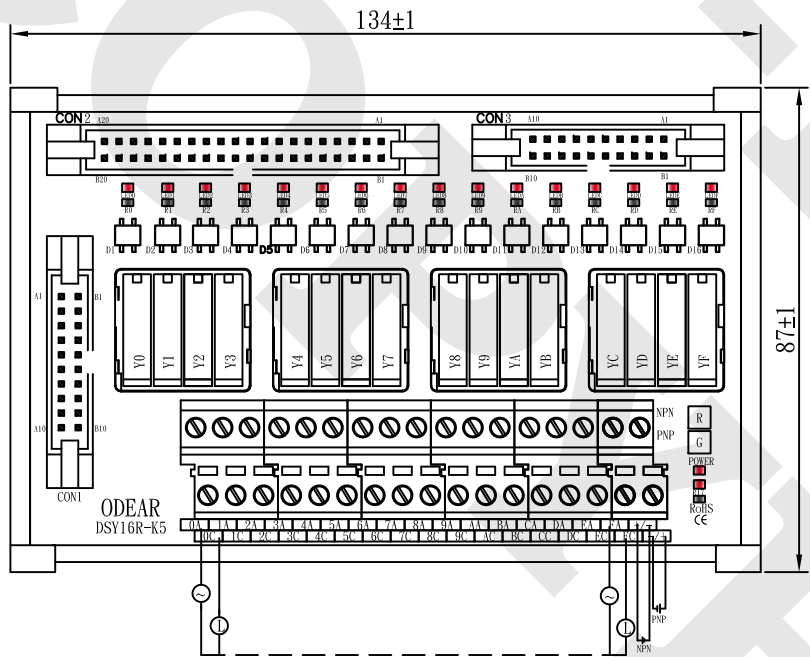 134±1
CON2 A20 A1
CON3 A10 A1
B20 B1
B10 B1
R0 R1 R2 R3 R4 R5 R6 R7 R8 R9 RA RB RC RD RE RF
D1 D2 D3 D4 D5 D6 D7 D8 D9 D10 D11 D12 D13 D14 D15 D16
A1 B1
Y0 Y1 Y2 Y3 Y4 Y5 Y6 Y7 Y8 Y9 YA YB YC YD YE YF
87±1
NPN R
A10 B10
PNP G
POWER
CON1
ODEAR
DSY16R-K5
RoHS
CE
0A 1A 2A 3A 4A 5A 6A 7A 8A 9A AA BA CA DA EA FA +/-
0C 1C 2C 3C 4C 5C 6C 7C 8C 9C AC BC CC DC EC FC -/+
~ ~
L L
PNP
NPN